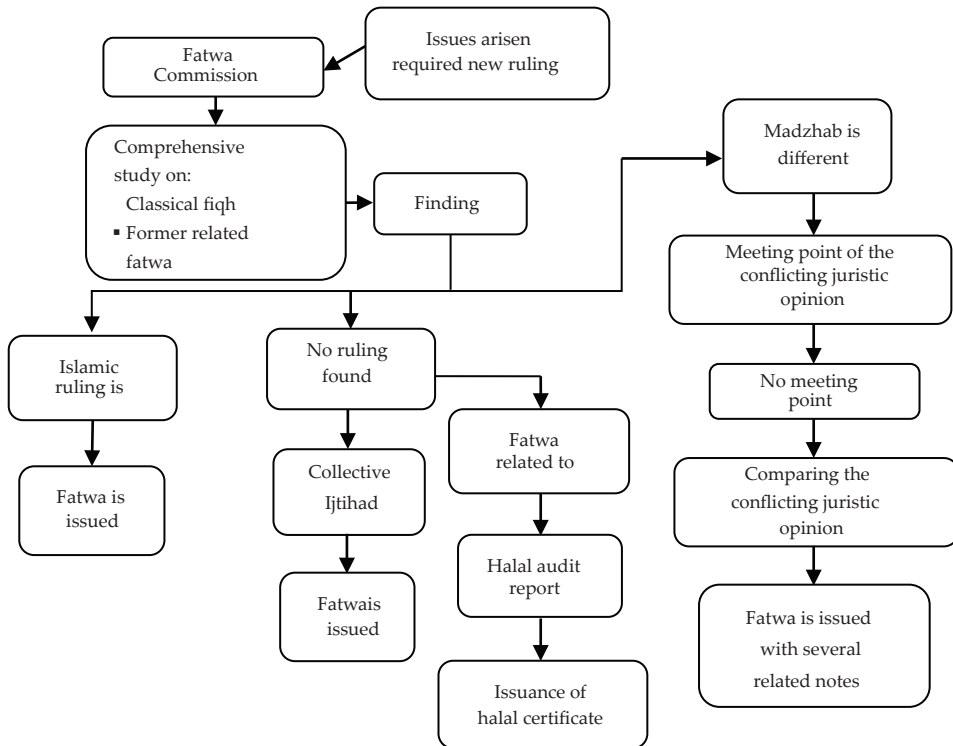 Issues arisen
required new ruling
Fatwa
Commission
Comprehensive
study on:
Classical fiqh
▪ Former related
fatwa
Finding
Madzhab is
different
Meeting point of the
conflicting juristic
opinion
No meeting
point
Comparing the
conflicting juristic
opinion
Fatwa is issued
with several
related notes
Islamic
ruling is
Fatwa is
issued
No ruling
found
Collective
Ijtihad
Fatwais
issued
Fatwa
related to
Halal audit
report
Issuance of
halal certificate